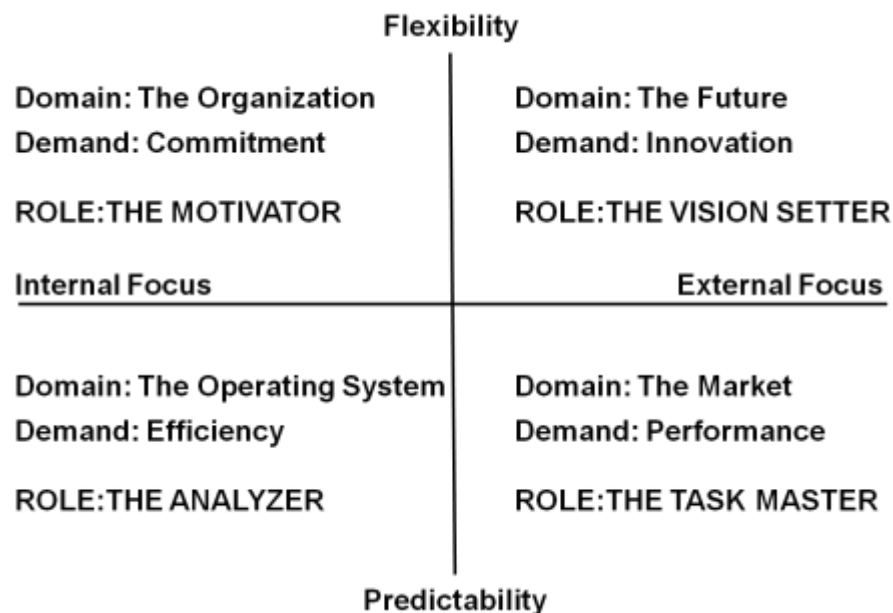 Flexibility
Domain: The Organization
Demand: Commitment
ROLE:THE MOTIVATOR
Domain: The Future
Demand: Innovation
ROLE:THE VISION SETTER
Internal Focus
External Focus
Domain: The Operating System
Demand: Efficiency
ROLE:THE ANALYZER
Domain: The Market
Demand: Performance
ROLE:THE TASK MASTER
Predictability